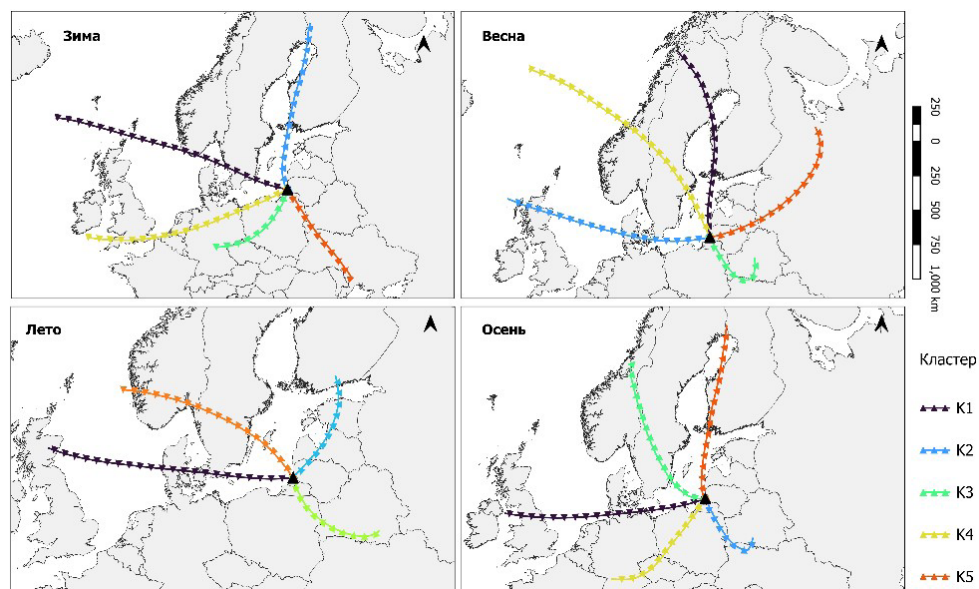 Зима
Весна
250
0
250
500
750
1,000 km
Лето
Осень
Кластер
K1
K2
K3
K4
K5